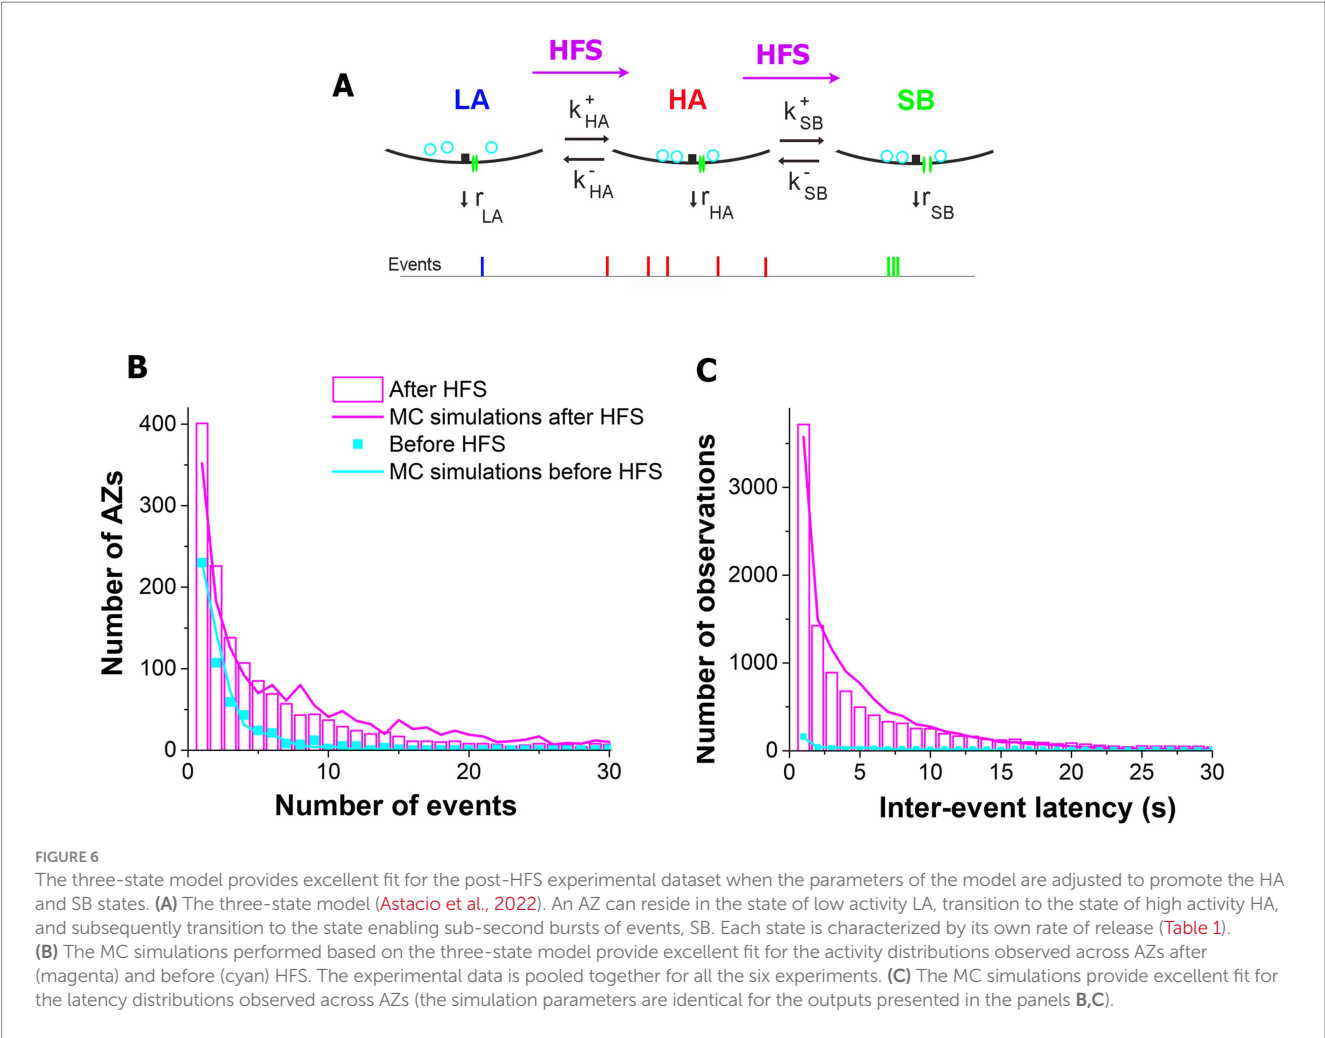 HFS
HFS
A
LA
HA
SB
k+HA
k+SB
k-HA
k-SB
rLA
rHA
rSB
Events
B
After HFS
MC simulations after HFS
Before HFS
MC simulations before HFS
Number of AZs
400
300
200
100
0
0
10
20
30
Number of events
C
Number of observations
3000
2000
1000
0
0
5
10
15
20
25
30
Inter-event latency (s)
FIGURE 6
The three-state model provides excellent fit for the post-HFS experimental dataset when the parameters of the model are adjusted to promote the HA
and SB states. (A) The three-state model (Astacio et al., 2022). An AZ can reside in the state of low activity LA, transition to the state of high activity HA,
and subsequently transition to the state enabling sub-second bursts of events, SB. Each state is characterized by its own rate of release (Table 1).
(B) The MC simulations performed based on the three-state model provide excellent fit for the activity distributions observed across AZs after
(magenta) and before (cyan) HFS. The experimental data is pooled together for all the six experiments. (C) The MC simulations provide excellent fit for
the latency distributions observed across AZs (the simulation parameters are identical for the outputs presented in the panels B,C).